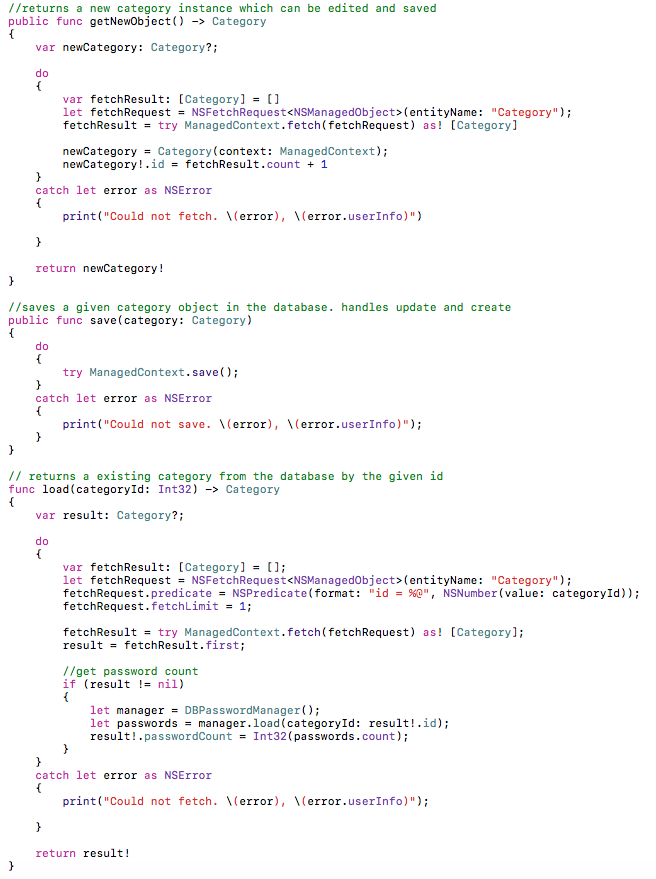 //returns a new category instance which can be edited and saved
public func getNewObject() -> Category
{
    var newCategory: Category?;

    do
    {
        var fetchResult: [Category] = []
        let fetchRequest = NSFetchRequest<NSManagedObject>(entityName: "Category");
        fetchResult = try ManagedContext.fetch(fetchRequest) as! [Category]

        newCategory = Category(context: ManagedContext);
        newCategory!.id = fetchResult.count + 1
    }
    catch let error as NSError
    {
        print("Could not fetch. \(error), \(error.userInfo)")

    }

    return newCategory!
}

//saves a given category object in the database. handles update and create
public func save(category: Category)
{
    do
    {
        try ManagedContext.save();
    }
    catch let error as NSError
    {
        print("Could not save. \(error), \(error.userInfo)");
    }
}

// returns a existing category from the database by the given id
func load(categoryId: Int32) -> Category
{
    var result: Category?;

    do
    {
        var fetchResult: [Category] = [];
        let fetchRequest = NSFetchRequest<NSManagedObject>(entityName: "Category");
        fetchRequest.predicate = NSPredicate(format: "id = %@", NSNumber(value: categoryId));
        fetchRequest.fetchLimit = 1;

        fetchResult = try ManagedContext.fetch(fetchRequest) as! [Category];
        result = fetchResult.first;

        //get password count
        if (result != nil)
        {
            let manager = DBPasswordManager();
            let passwords = manager.load(categoryId: result!.id);
            result!.passwordCount = Int32(passwords.count);
        }
    }
    catch let error as NSError
    {
        print("Could not fetch. \(error), \(error.userInfo)");

    }

    return result!
}